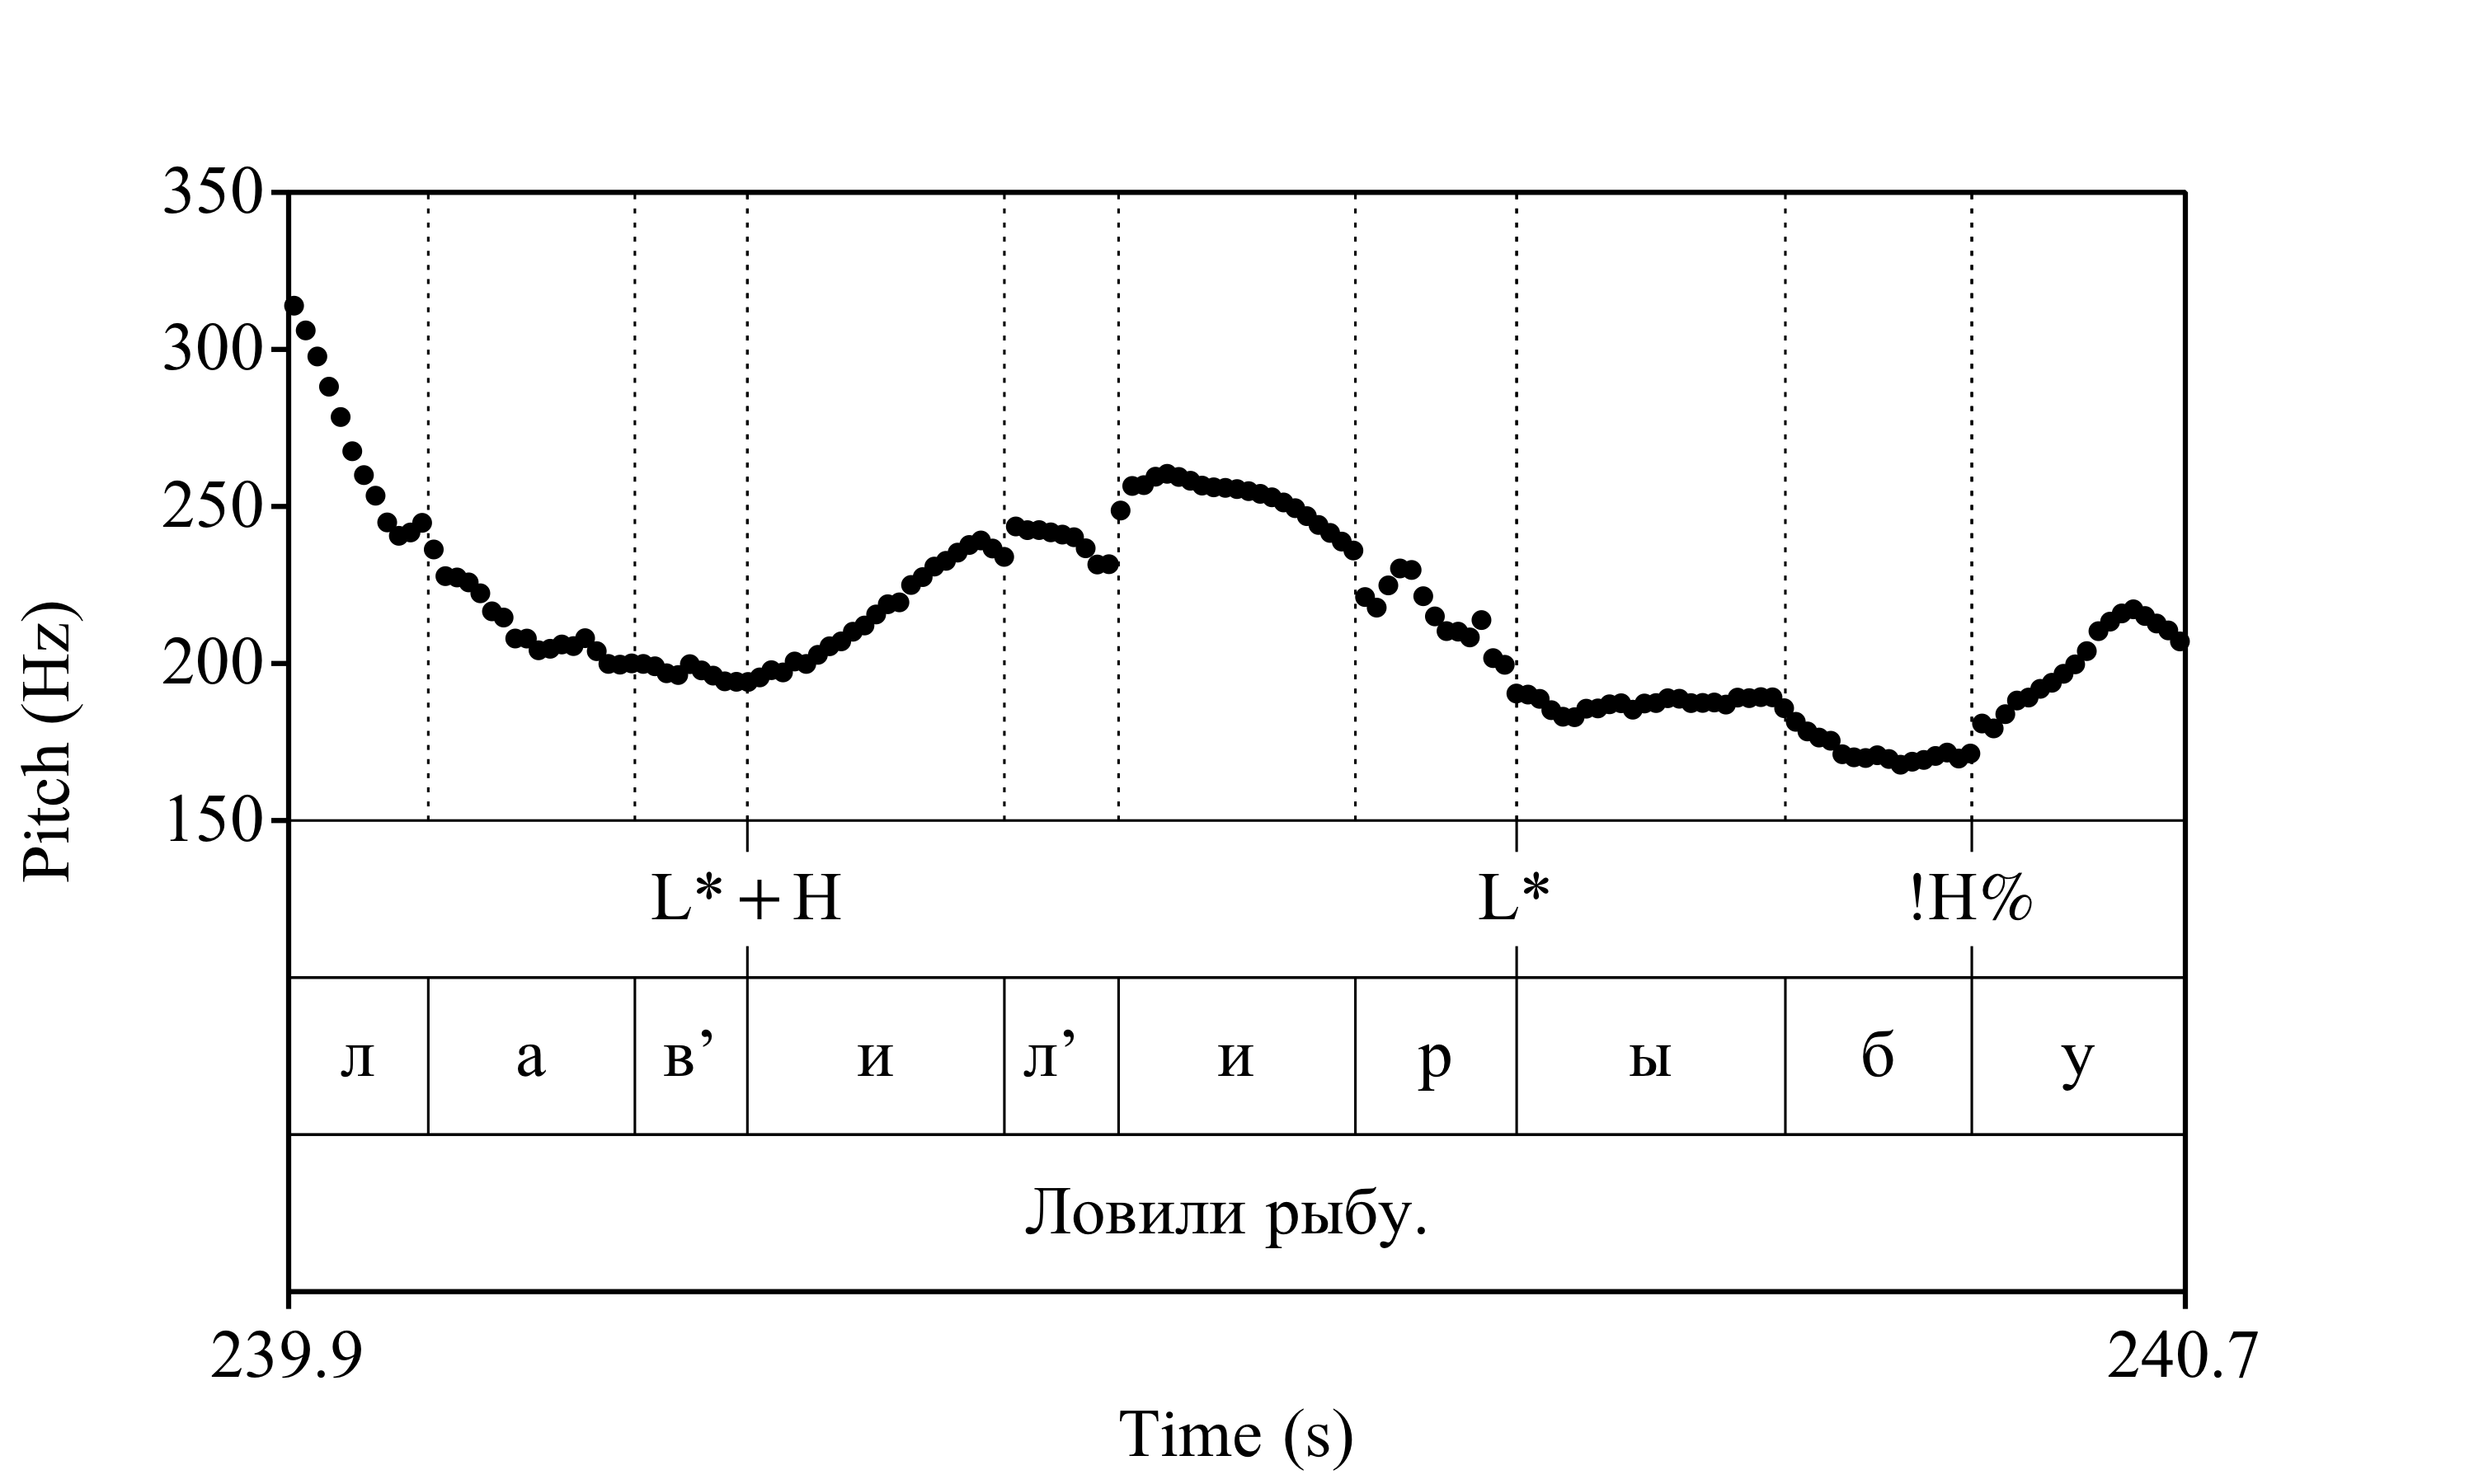 350
300
250
200
150
Pitch (Hz)
L*+H L* !H%
л а в’ и л’ и р ы б у
Ловили рыбу.
239.9 240.7
Time (s)